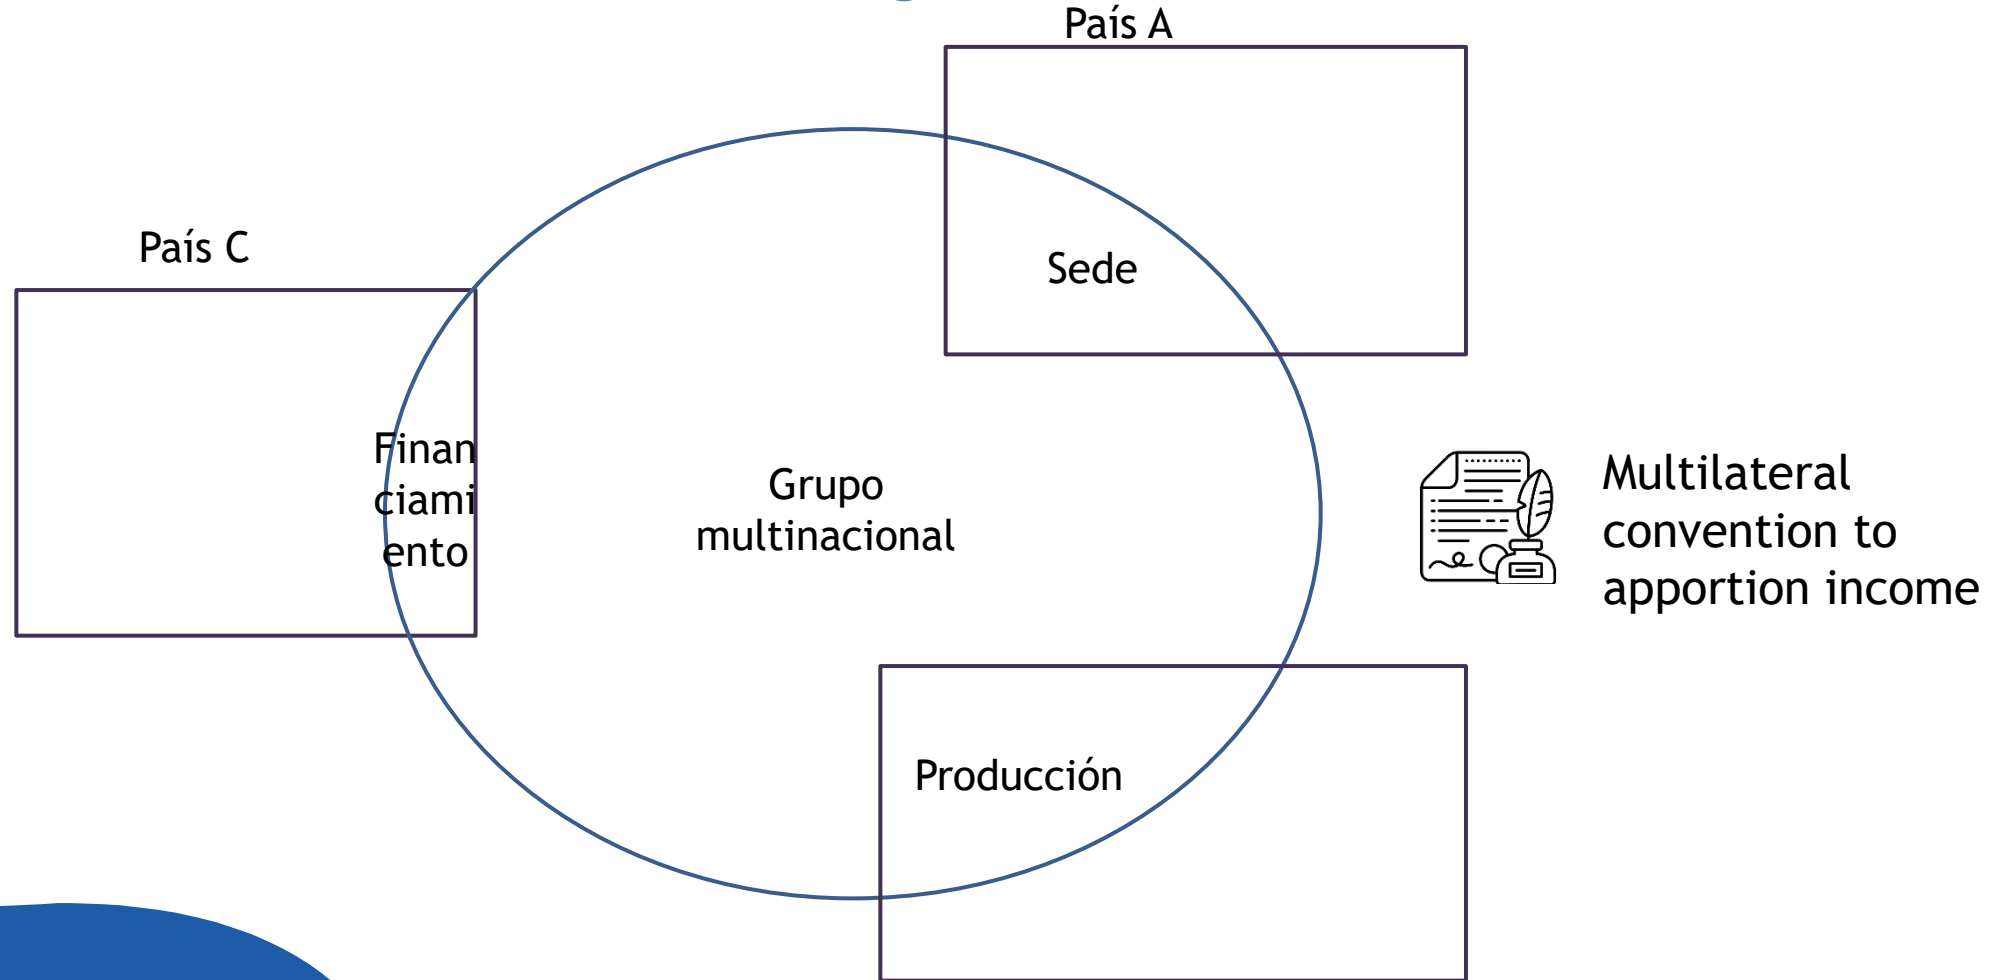 País A
País C
Sede
Finan
ciami
ento
Grupo
multinacional
Multilateral
convention to
apportion income
Producción